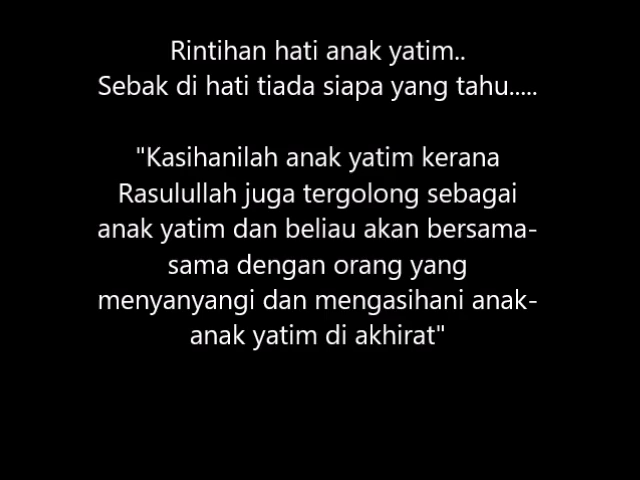 Rintihan hati anak yatim..
Sebak di hati tiada siapa yang tahu.....
"Kasihanilah anak yatim kerana
Rasulullah juga tergolong sebagai
anak yatim dan beliau akan bersama-
sama dengan orang yang
menyanyangi dan mengasihani anak-
anak yatim di akhirat"